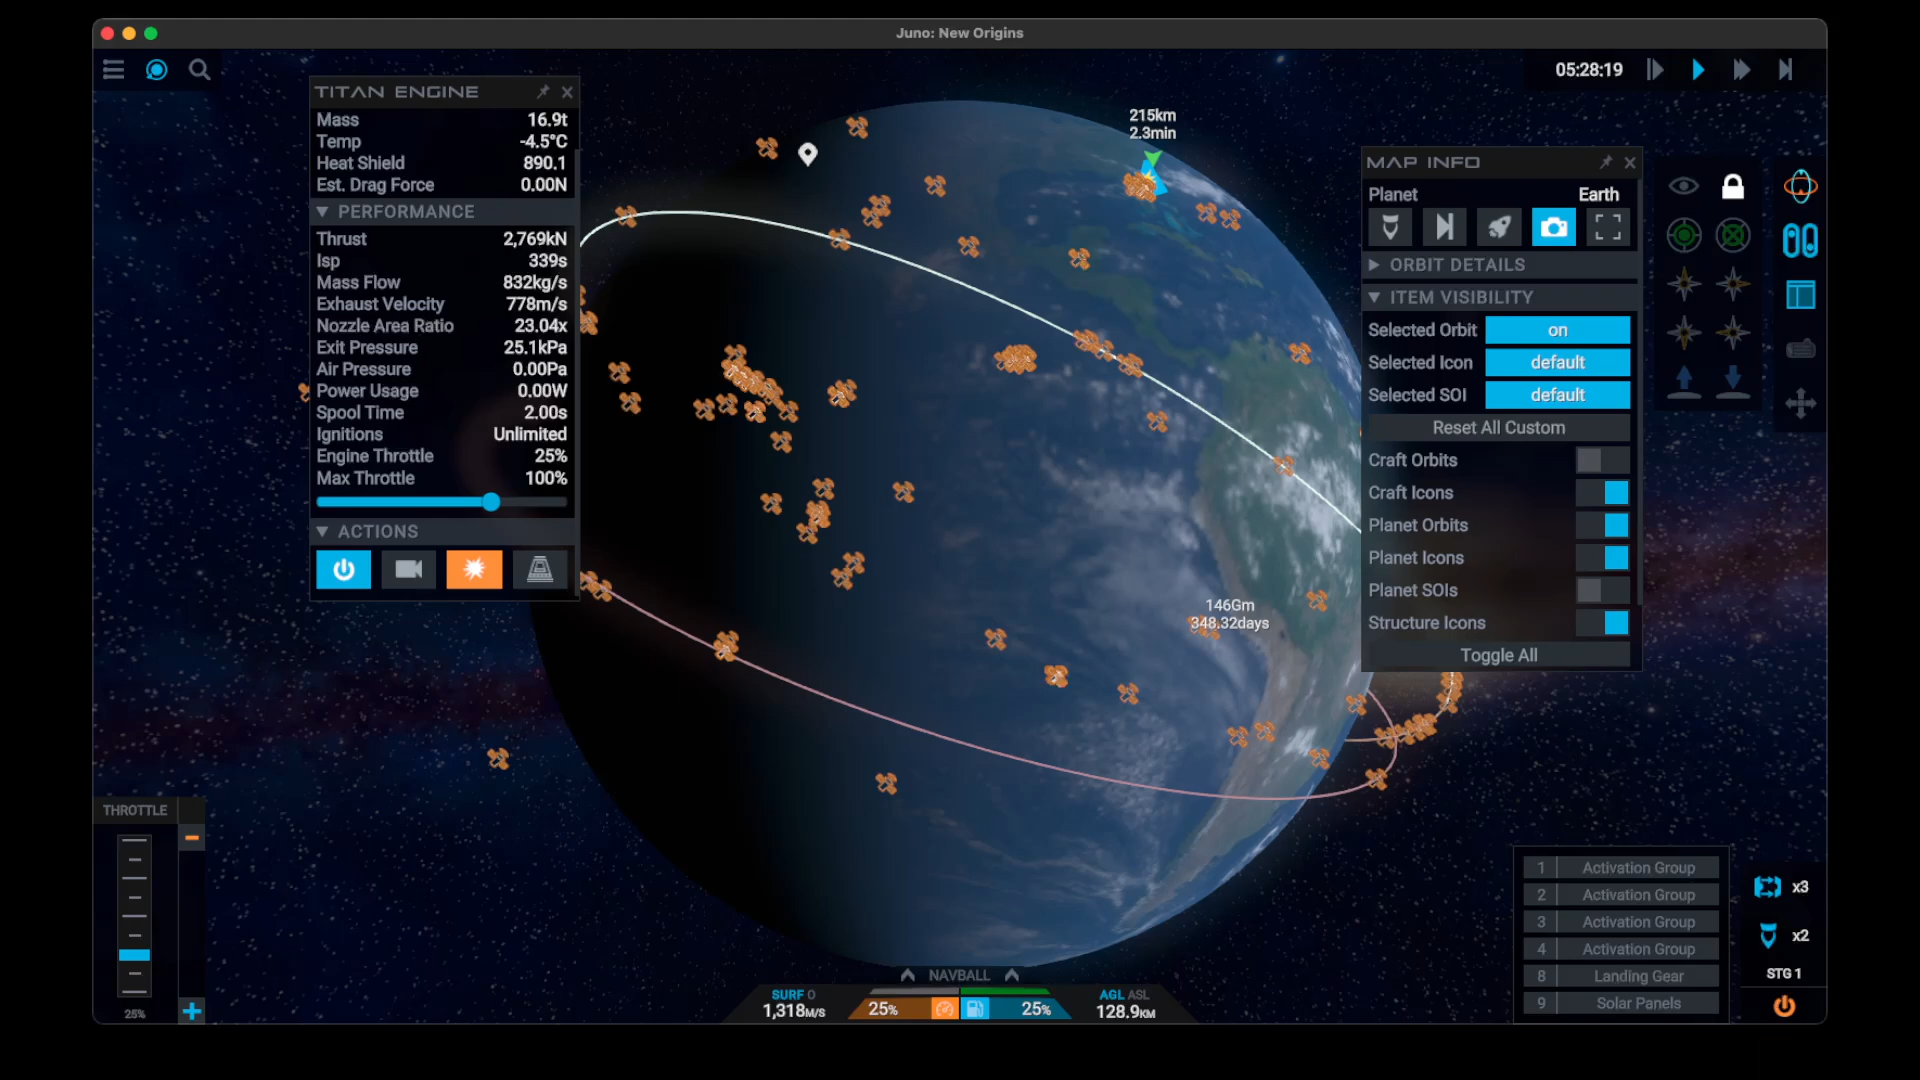 Juno: New Origins
05:28:19
TITAN ENGINE
Mass 16.9t
Temp -4.5°C
Heat Shield 890.1
Est. Drag Force 0.00N
PERFORMANCE
Thrust 2,769kN
Isp 339s
Mass Flow 832kg/s
Exhaust Velocity 778m/s
Nozzle Area Ratio 23.04x
Exit Pressure 25.1kPa
Air Pressure 0.00Pa
Power Usage 0.00W
Spool Time 2.00s
Ignitions Unlimited
Engine Throttle 25%
Max Throttle 100%
ACTIONS
215km
2.3min
146Gm
348.32days
MAP INFO
Planet Earth
ORBIT DETAILS
ITEM VISIBILITY
Selected Orbit on
Selected Icon default
Selected SOI default
Reset All Custom
Craft Orbits
Craft Icons
Planet Orbits
Planet Icons
Planet SOIs
Structure Icons
Toggle All
THROTTLE
25%
NAVBALL
SURF O
1,318M/S
25%
25%
AGL ASL
128.9KM
1 Activation Group
2 Activation Group
3 Activation Group
4 Activation Group
8 Landing Gear
9 Solar Panels
x3
x2
STG 1